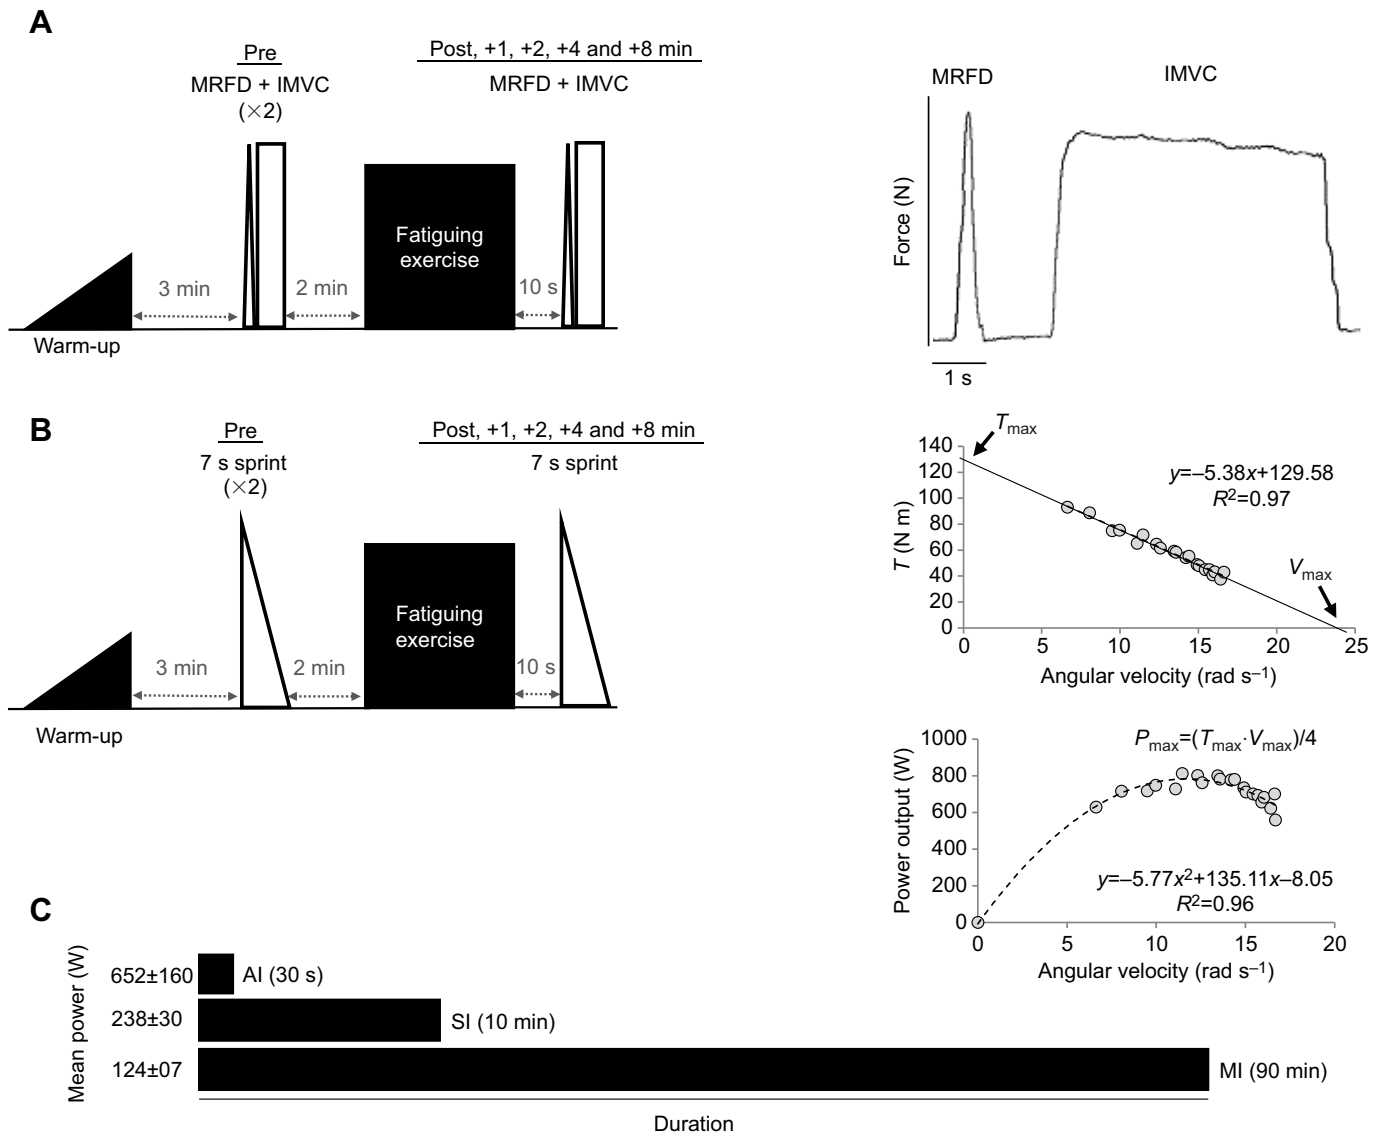 A
Pre
MRFD + IMVC
(×2)
Post, +1, +2, +4 and +8 min
MRFD + IMVC
3 min
2 min
Fatiguing
exercise
10 s
Warm-up
MRFD
IMVC
Force (N)
1 s
B
Pre
7 s sprint
(×2)
Post, +1, +2, +4 and +8 min
7 s sprint
3 min
2 min
Fatiguing
exercise
10 s
Warm-up
Tmax
y=–5.38x+129.58
R²=0.97
Vmax
T (N m)
140
120
100
80
60
40
20
0
0 5 10 15 20 25
Angular velocity (rad s⁻¹)
Pmax=(Tmax·Vmax)/4
Power output (W)
1000
800
600
400
200
0
y=–5.77x²+135.11x–8.05
R²=0.96
0 5 10 15 20
Angular velocity (rad s⁻¹)
C
Mean power (W)
652±160 AI (30 s)
238±30 SI (10 min)
124±07 MI (90 min)
Duration